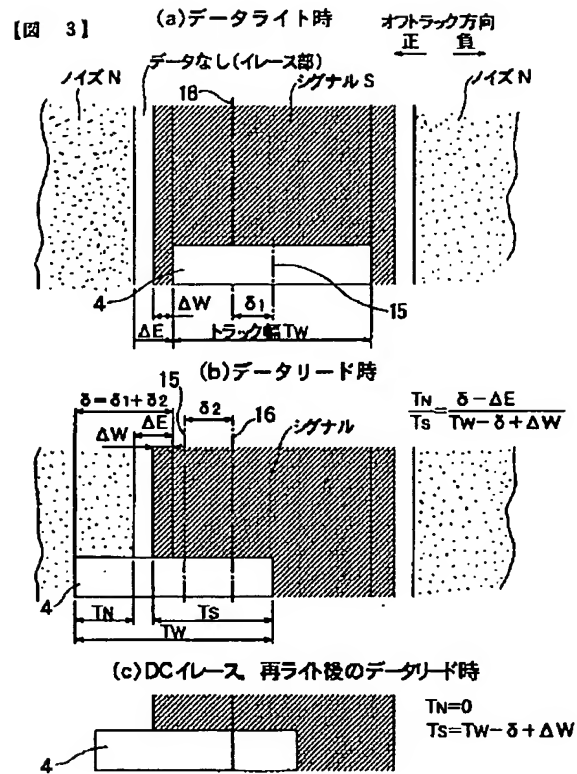 【図 3】
(a)データライト時
オフトラック方向
正 負
データなし(イレース部)
ノイズN
18
シグナルS
ノイズN
4
ΔW
δ1
15
ΔE
トラック幅TW
(b)データリード時
δ=δ1+δ2
15
δ2
16
ΔE
ΔW
シグナル
TN/TS=(δ-ΔE)/(TW-δ+ΔW)
4
TN
TS
TW
(c)DCイレース、再ライト後のデータリード時
TN=0
TS=TW-δ+ΔW
4